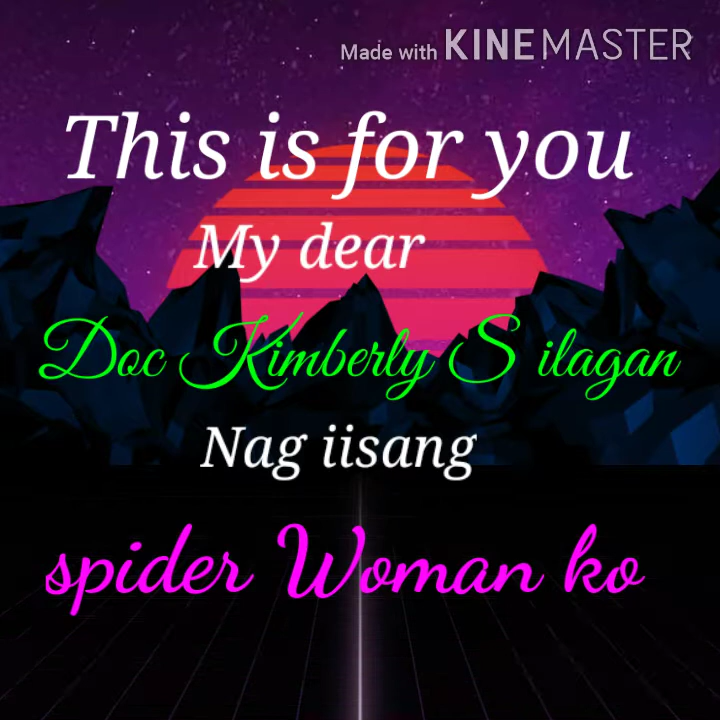 Made with KINEMASTER
This is for you
My dear
Doc Kimberly S ilagan
Nag iisang
spider Woman ko